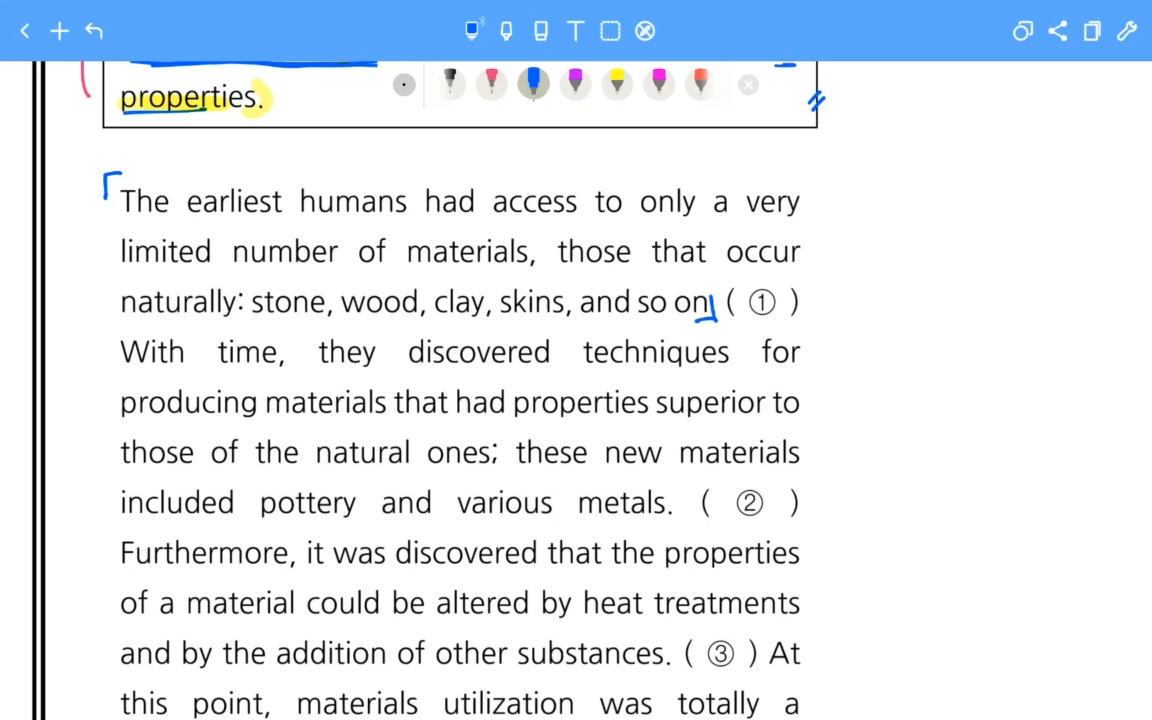 properties.
The earliest humans had access to only a very
limited number of materials, those that occur
naturally: stone, wood, clay, skins, and so on ( ① )
With time, they discovered techniques for
producing materials that had properties superior to
those of the natural ones; these new materials
included pottery and various metals. ( ② )
Furthermore, it was discovered that the properties
of a material could be altered by heat treatments
and by the addition of other substances. ( ③ ) At
this point, materials utilization was totally a